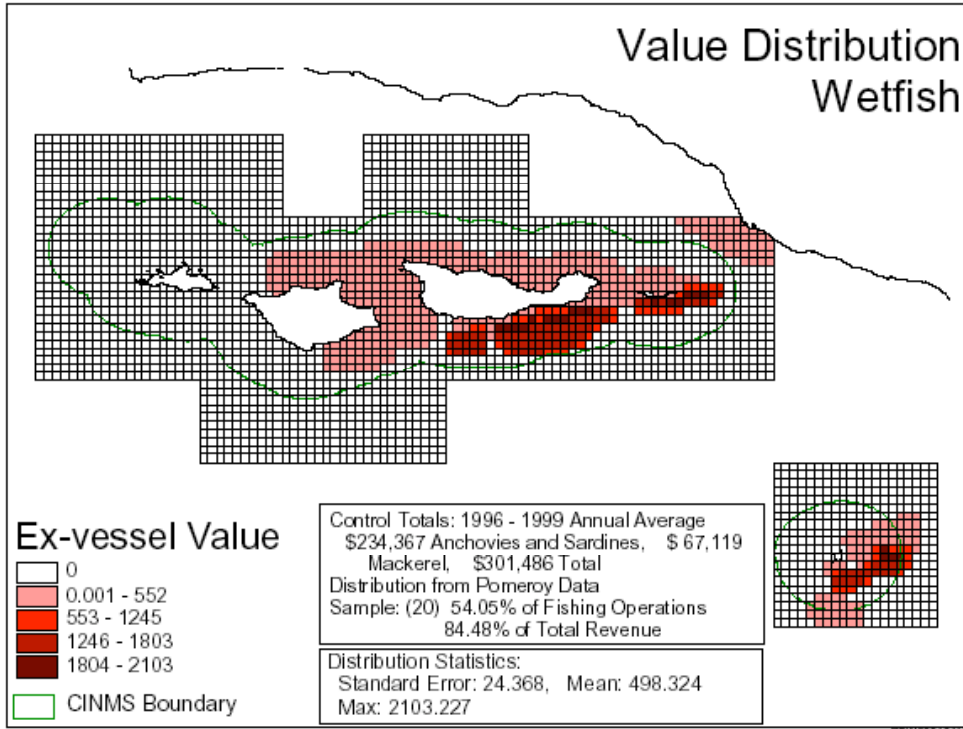 Value Distribution
Wetfish
Ex-vessel Value
0
0.001 - 552
553 - 1245
1246 - 1803
1804 - 2103
CINMS Boundary
Control Totals: 1996 - 1999 Annual Average
$234,367 Anchovies and Sardines, $ 67,119
Mackerel, $301,486 Total
Distribution from Pomeroy Data
Sample: (20) 54.05% of Fishing Operations
84.48% of Total Revenue
Distribution Statistics:
Standard Error: 24.368, Mean: 498.324
Max: 2103.227